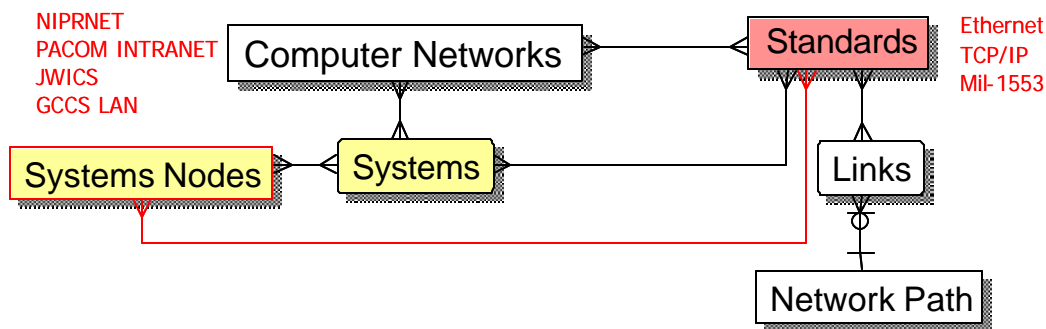 NIPRNET
PACOM INTRANET
JWICS
GCCS LAN
Computer Networks
Standards
Ethernet
TCP/IP
Mil-1553
Systems Nodes
Systems
Links
Network Path